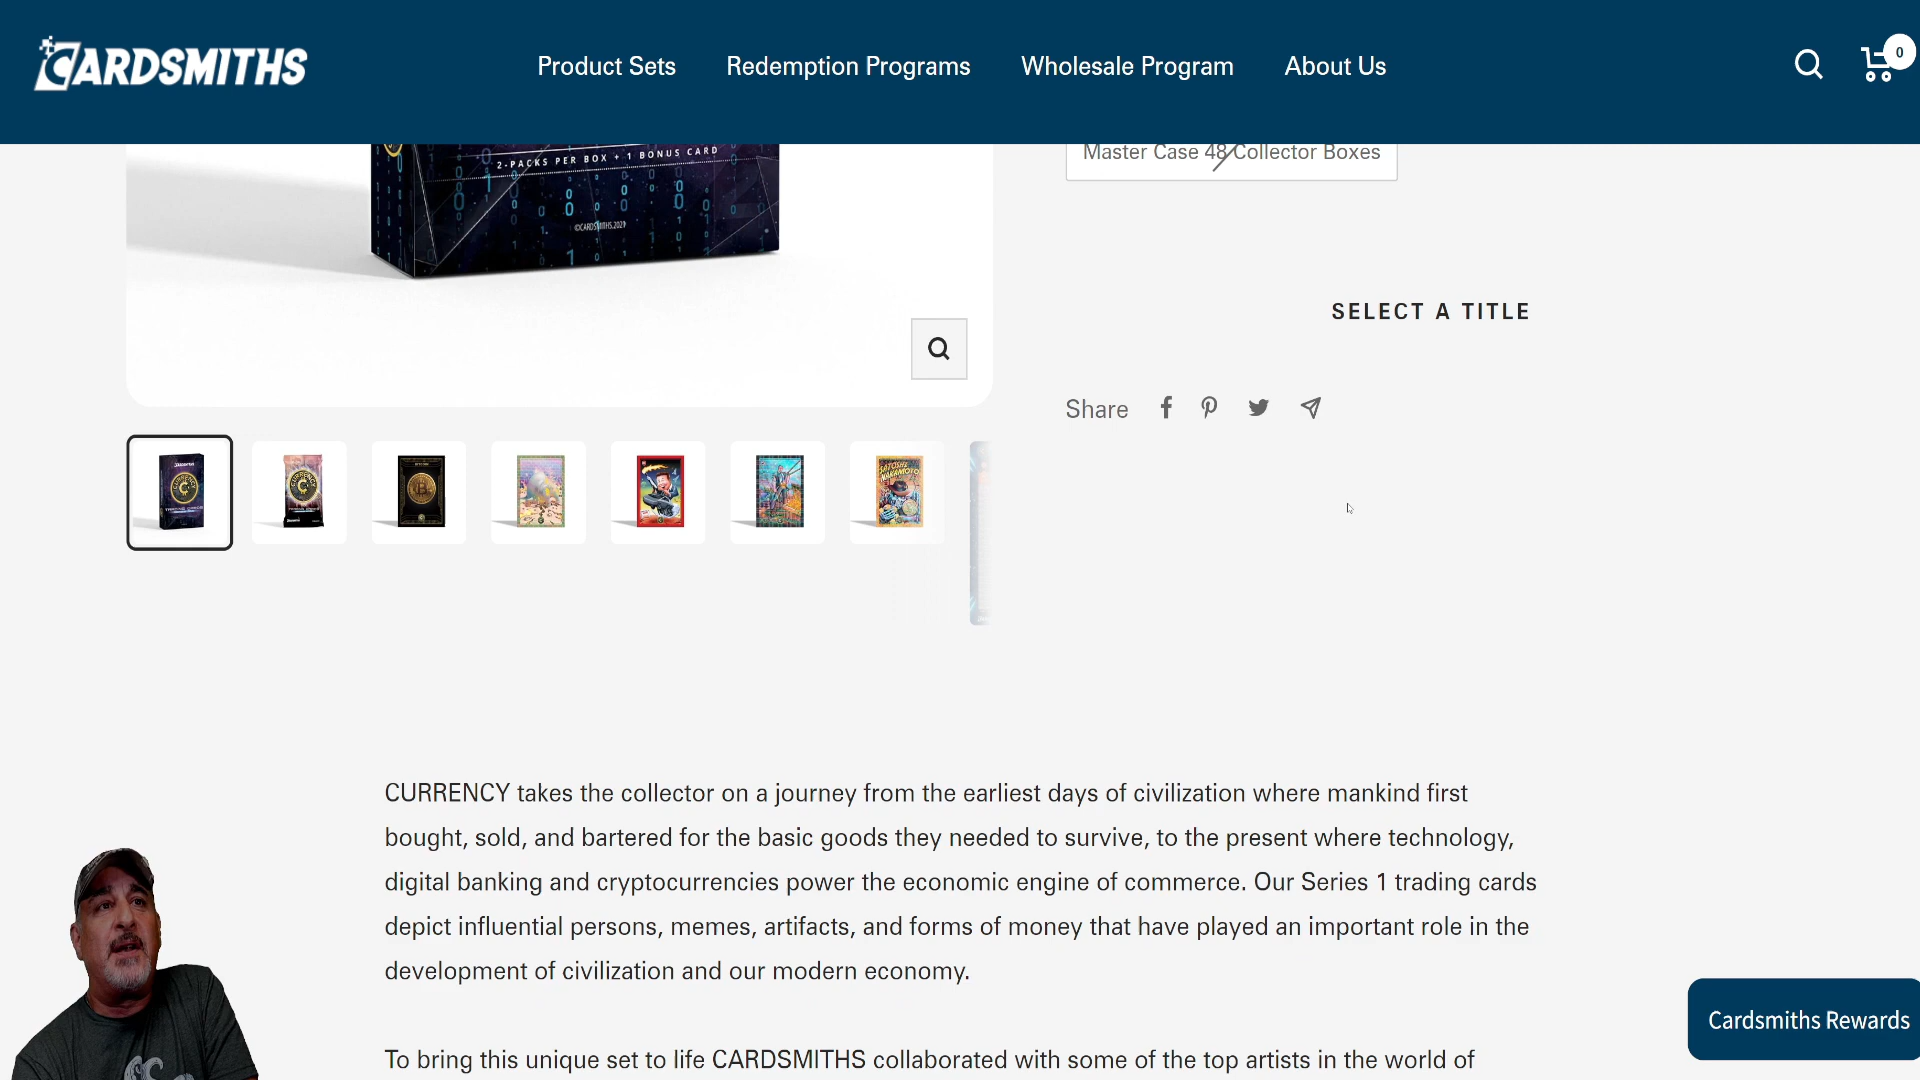 CARDSMITHS
Product Sets
Redemption Programs
Wholesale Program
About Us
0
2-PACKS PER BOX + 1 BONUS CARD
©CARDSMITHS.2021
Master Case 48 Collector Boxes
SELECT A TITLE
Share
CURRENCY
CURRENCY
SATOSHI
NAKAMOTO
CURRENCY takes the collector on a journey from the earliest days of civilization where mankind first
bought, sold, and bartered for the basic goods they needed to survive, to the present where technology,
digital banking and cryptocurrencies power the economic engine of commerce. Our Series 1 trading cards
depict influential persons, memes, artifacts, and forms of money that have played an important role in the
development of civilization and our modern economy.
To bring this unique set to life CARDSMITHS collaborated with some of the top artists in the world of
Cardsmiths Rewards